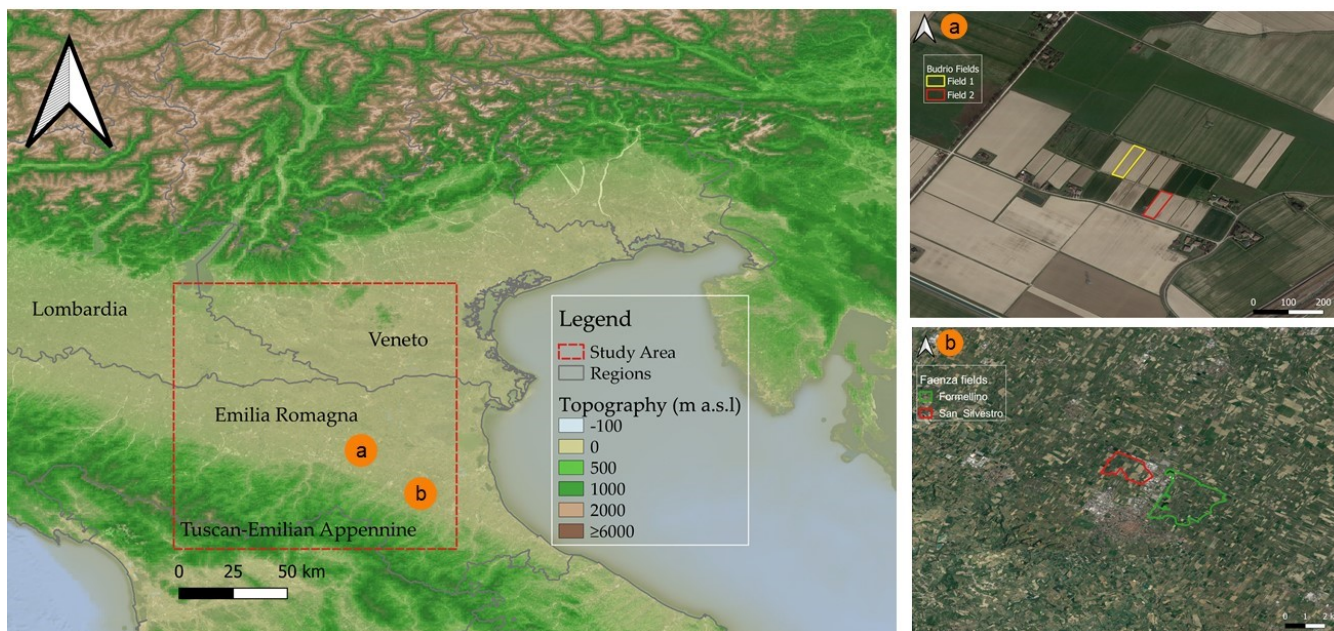 Lombardia
Veneto
Emilia Romagna
a
b
Tuscan-Emilian Appennine
0 25 50 km
Legend
Study Area
Regions
Topography (m a.s.l)
-100
0
500
1000
2000
≥6000
a
Budrio Fields
Field 1
Field 2
0 100 200
b
Faenza fields
Formellino
San_Silvestro
0 1 2